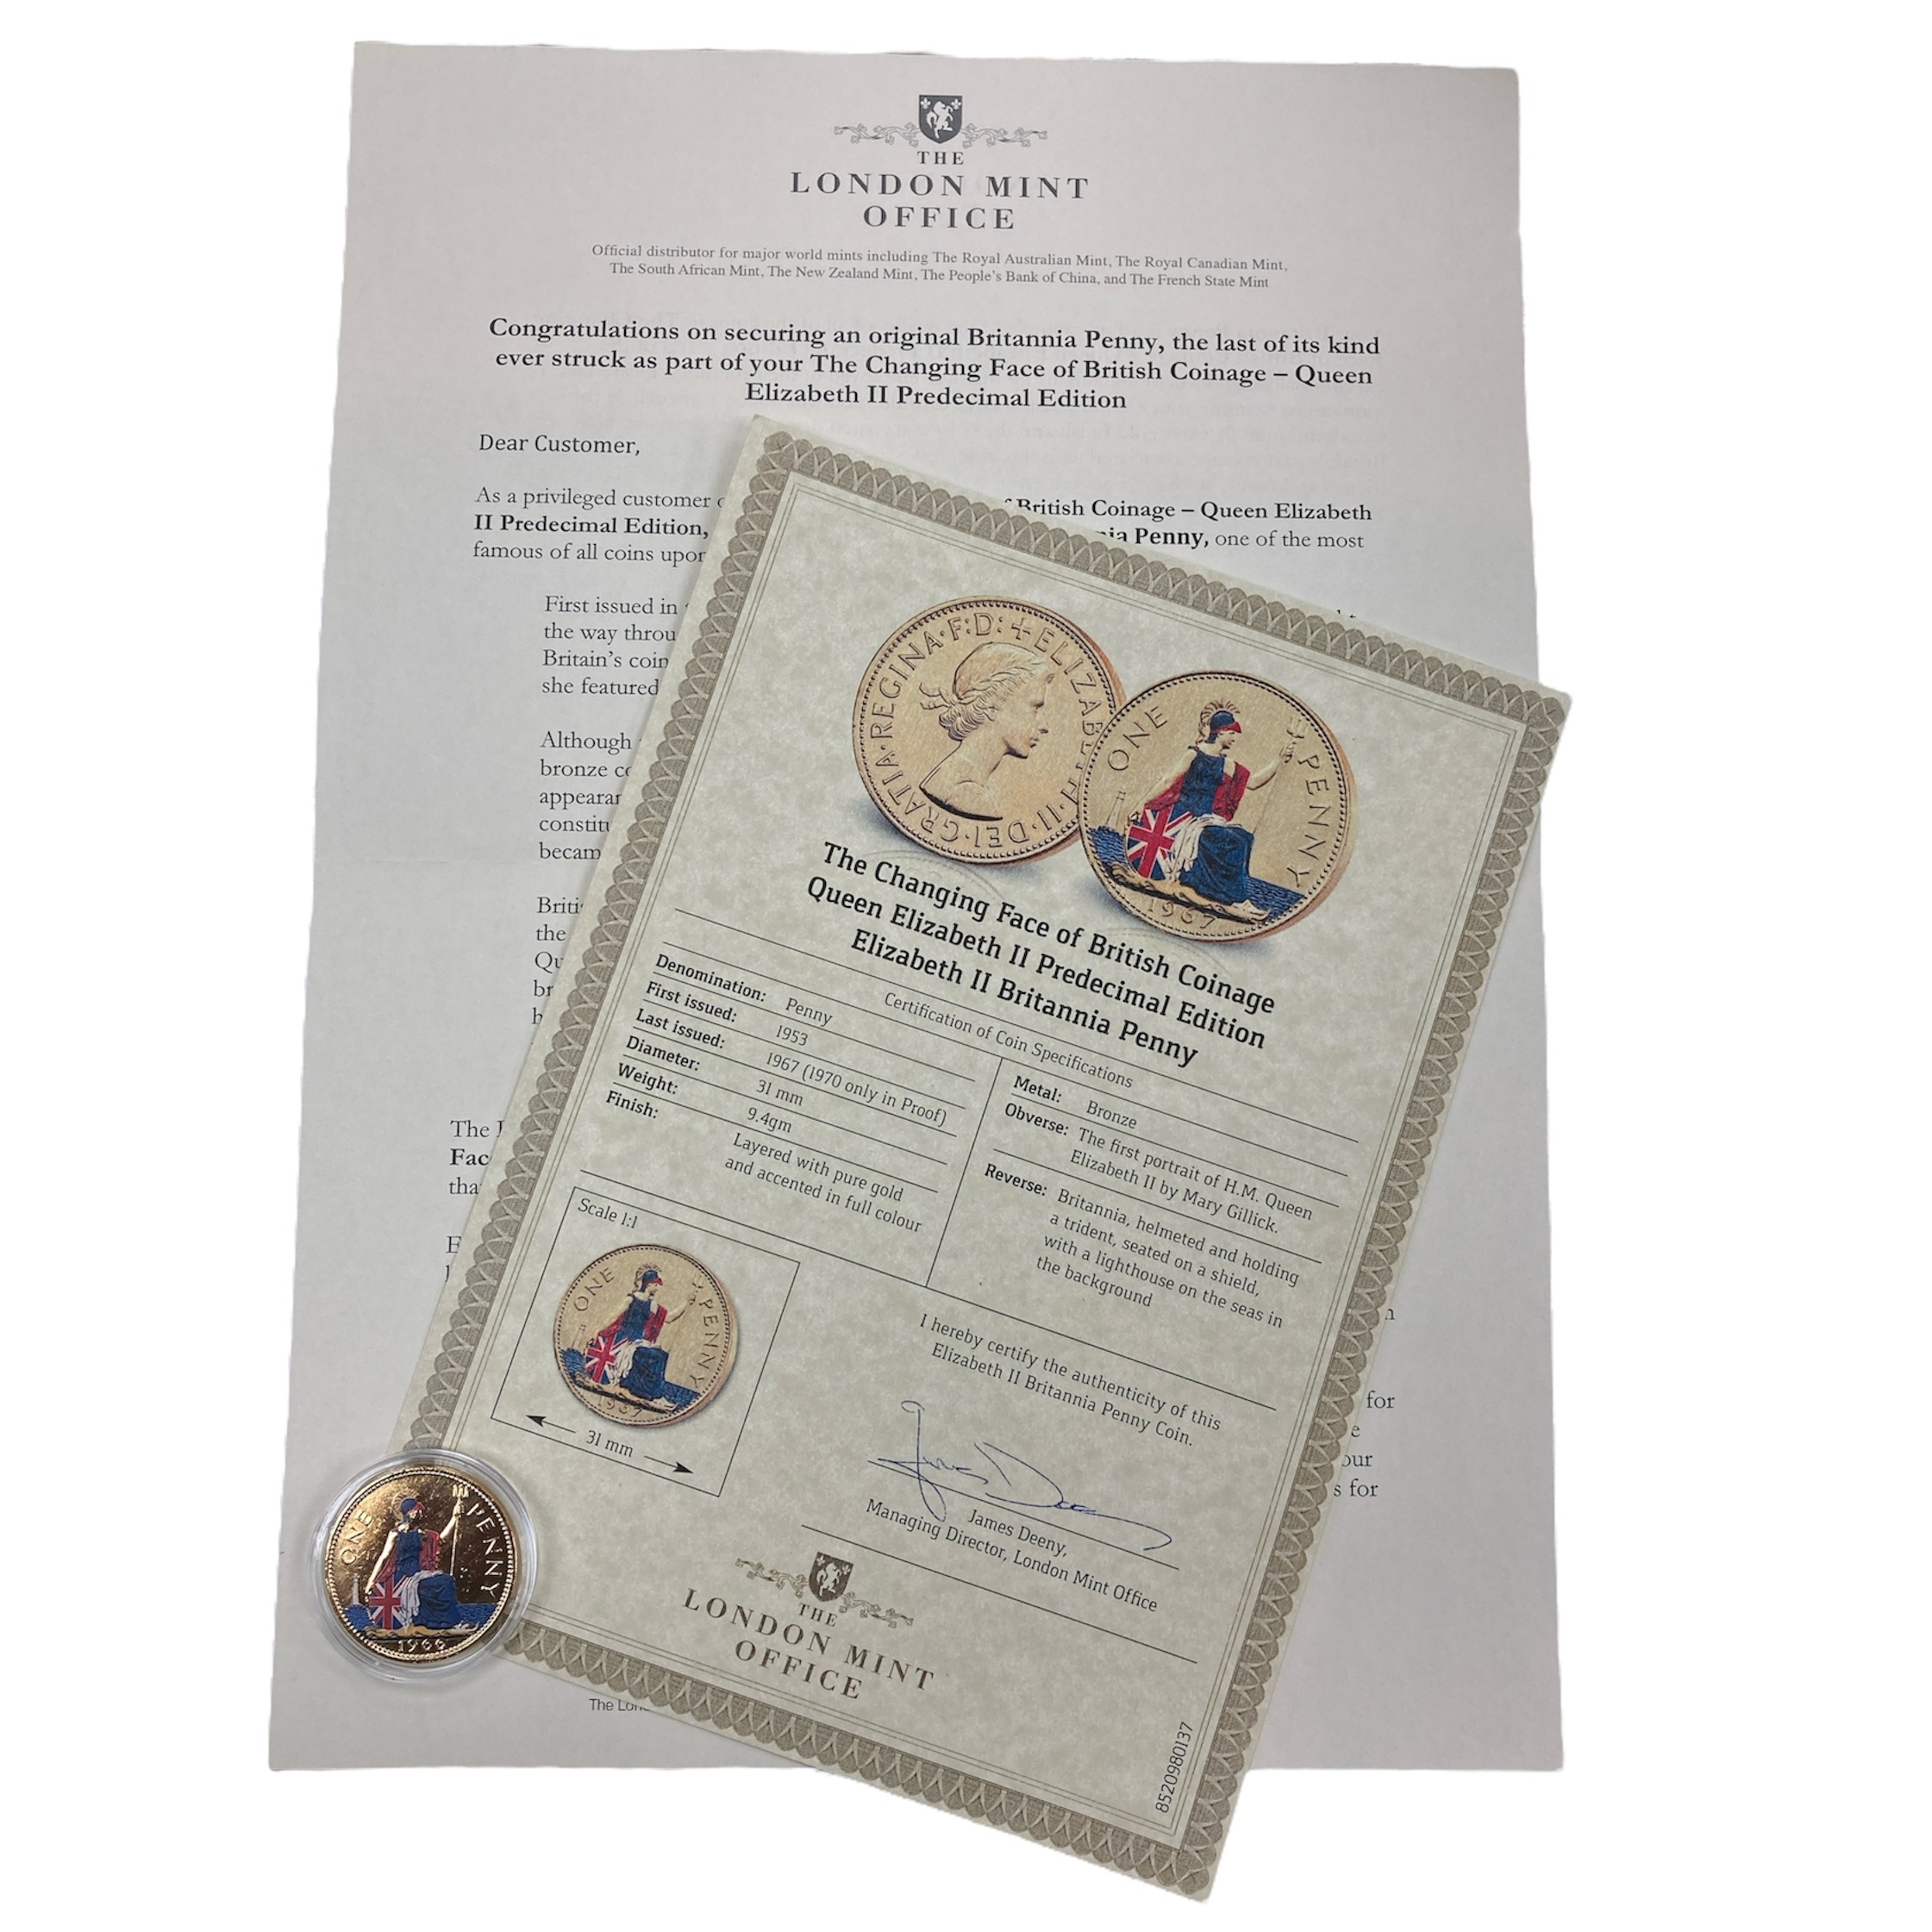 THE
LONDON MINT
OFFICE
Official distributor for major world mints including The Royal Australian Mint, The Royal Canadian Mint,
The South African Mint, The New Zealand Mint, The People's Bank of China, and The French State Mint
Congratulations on securing an original Britannia Penny, the last of its kind
ever struck as part of your The Changing Face of British Coinage – Queen
Elizabeth II Predecimal Edition
Dear Customer,
As a privileged customer
British Coinage – Queen Elizabeth
II Predecimal Edition,
Penny, one of the most
famous of all coins upon
First issued in
the way
Britain's
she featured
Although
bronze
the
The
for
for
ELIZABETH·II·DEI·GRATIA·REGINA·F:D:+
ONE PENNY
1967
The Changing Face of British Coinage
Queen Elizabeth II Predecimal Edition
Elizabeth II Britannia Penny
Certification of Coin Specifications
Denomination: Penny
First issued: 1953
Last issued: 1967 (1970 only in Proof)
Diameter: 31 mm
Weight: 9.4gm
Finish: Layered with pure gold
and accented in full colour
Metal: Bronze
Obverse: The first portrait of H.M. Queen
Elizabeth II by Mary Gillick.
Reverse: Britannia, helmeted and holding
a trident, seated on a shield,
with a lighthouse on the seas in
the background
Scale 1:1
ONE PENNY
1967
31 mm
I hereby certify the authenticity of this
Elizabeth II Britannia Penny Coin.
James Deeny,
Managing Director, London Mint Office
THE
LONDON MINT
OFFICE
8520980137
ONE PENNY
1966
The